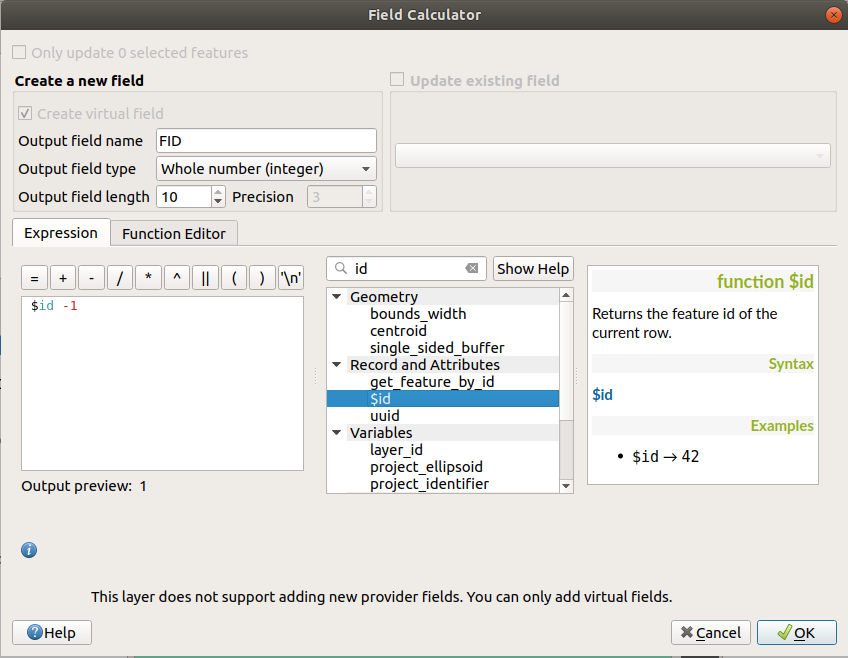 Field Calculator
Only update 0 selected features
Create a new field
Update existing field
Create virtual field
Output field name FID
Output field type Whole number (integer)
Output field length 10 Precision 3
Expression Function Editor
= + - / * ^ || ( ) '\n'
id Show Help
$id -1
Output preview: 1
Geometry
bounds_width
centroid
single_sided_buffer
Record and Attributes
get_feature_by_id
$id
uuid
Variables
layer_id
project_ellipsoid
project_identifier
function $id
Returns the feature id of the
current row.
Syntax
$id
Examples
• $id → 42
This layer does not support adding new provider fields. You can only add virtual fields.
Help Cancel OK